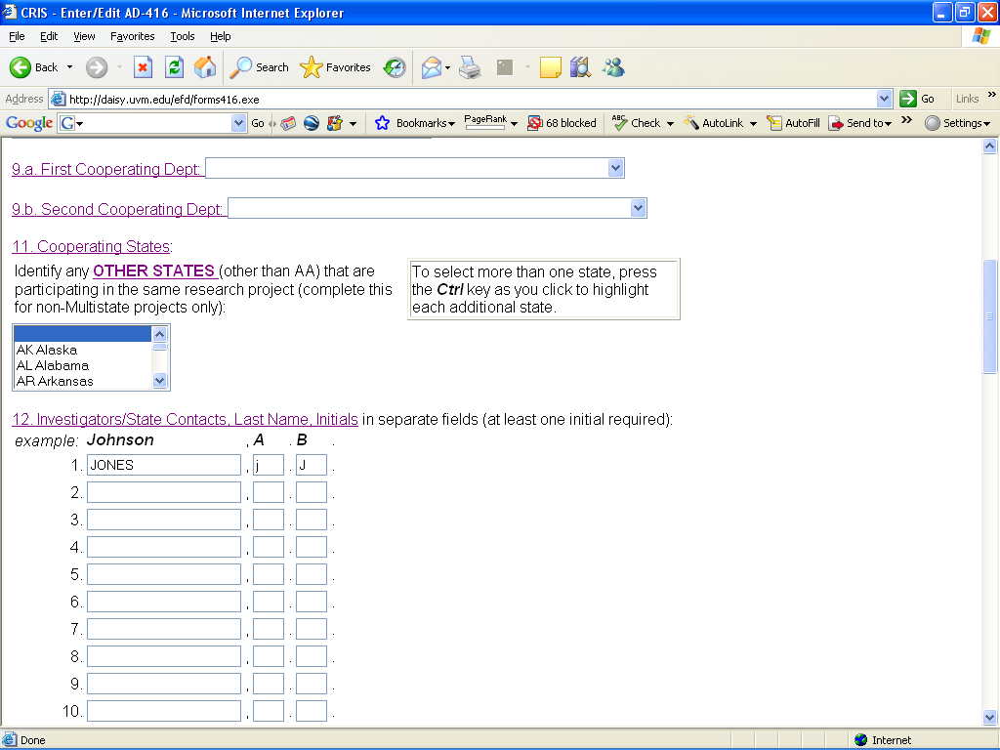 CRIS - Enter/Edit AD-416 - Microsoft Internet Explorer
File Edit View Favorites Tools Help
Back Search Favorites
Address http://daisy.uvm.edu/efd/forms416.exe Go Links »
Google G Go Bookmarks PageRank 68 blocked ABC Check AutoLink AutoFill Send to » Settings
9.a. First Cooperating Dept:
9.b. Second Cooperating Dept:
11. Cooperating States:
Identify any OTHER STATES (other than AA) that are
participating in the same research project (complete this
for non-Multistate projects only):
To select more than one state, press
the Ctrl key as you click to highlight
each additional state.
AK Alaska
AL Alabama
AR Arkansas
12. Investigators/State Contacts, Last Name, Initials in separate fields (at least one initial required):
example: Johnson , A . B .
1. JONES , j . J .
2. , . .
3. , . .
4. , . .
5. , . .
6. , . .
7. , . .
8. , . .
9. , . .
10. , . .
Done Internet